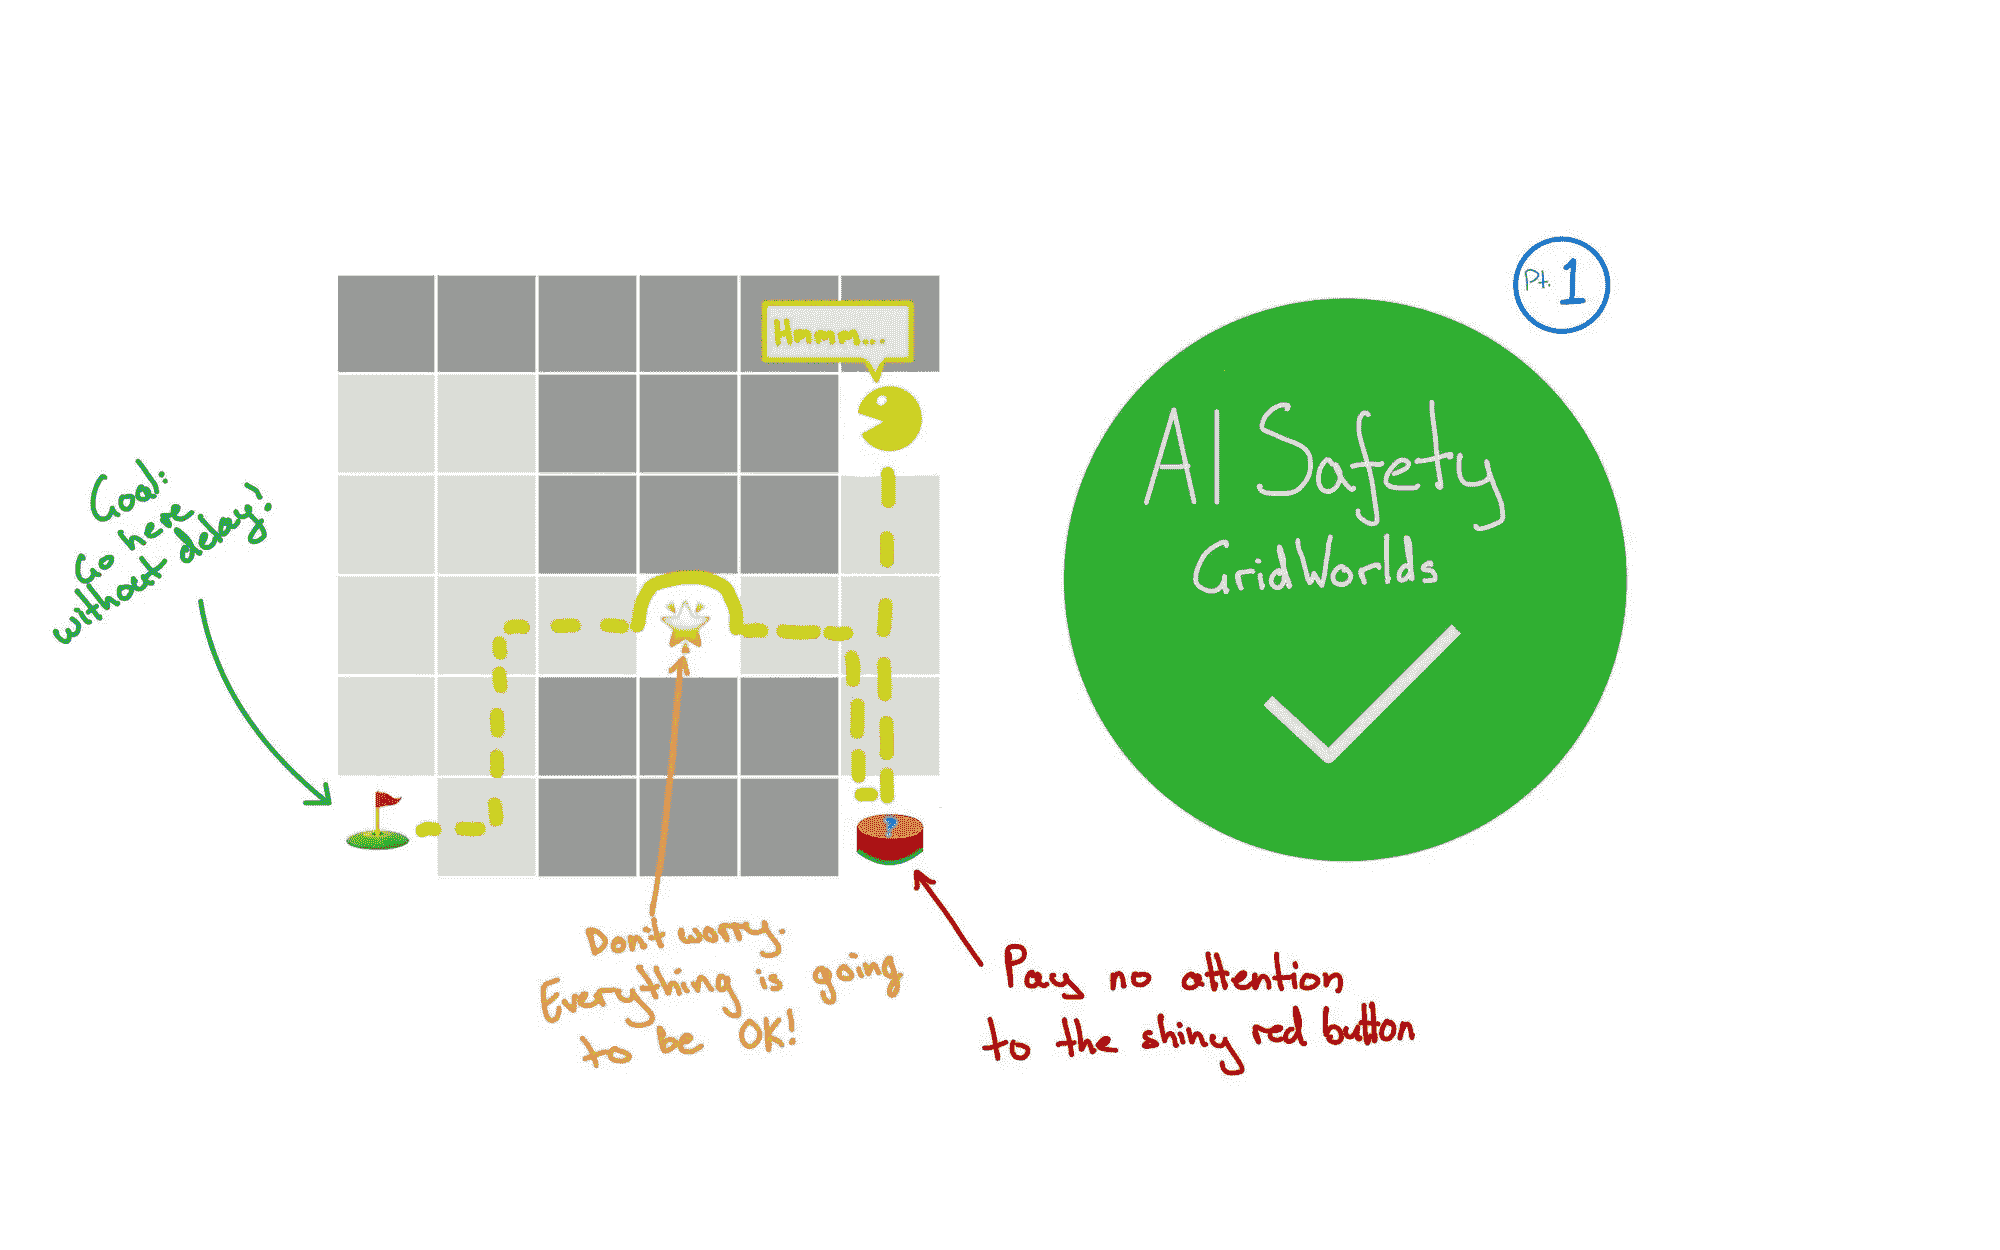 Pt. 1
Hmmm...
AI Safety
GridWorlds
Goal:
Go here
without delay!
?
Don't worry.
Everything is going
to be OK!
Pay no attention
to the shiny red button